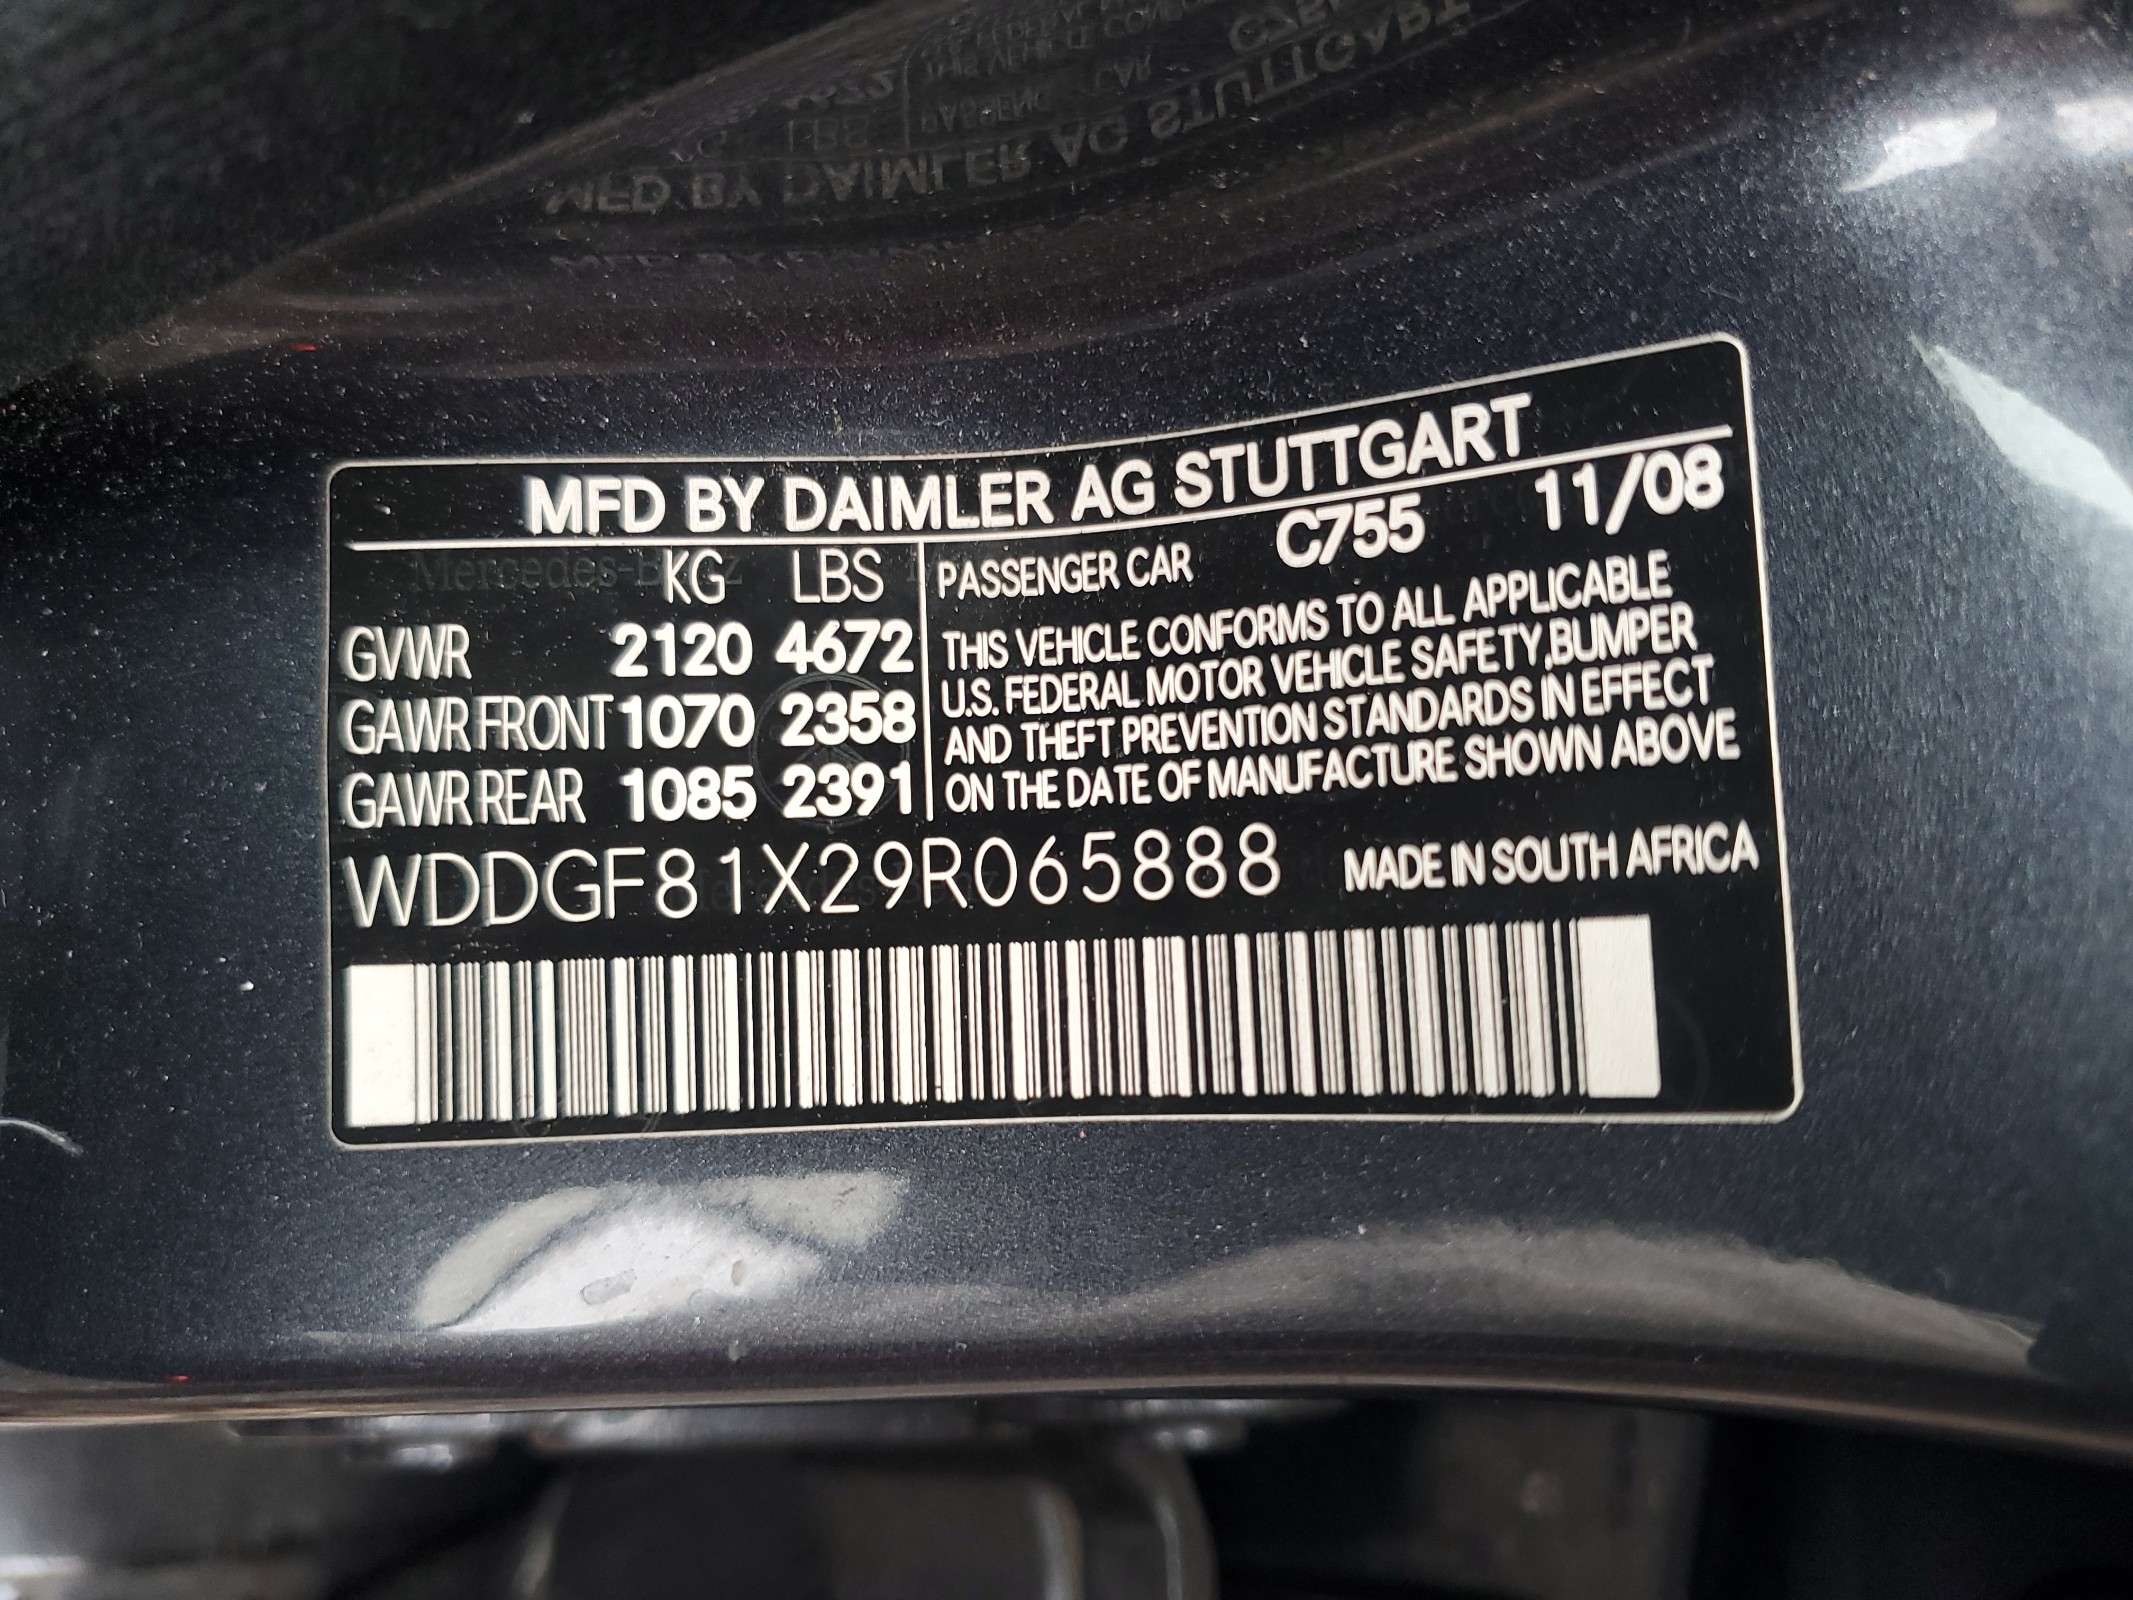 MFD BY DAIMLER AG STUTTGART
KG LBS
GVWR 2120 4672
GAWR FRONT 1070 2358
GAWR REAR 1085 2391
PASSENGER CAR C755 11/08
THIS VEHICLE CONFORMS TO ALL APPLICABLE
U.S. FEDERAL MOTOR VEHICLE SAFETY,BUMPER
AND THEFT PREVENTION STANDARDS IN EFFECT
ON THE DATE OF MANUFACTURE SHOWN ABOVE
WDDGF81X29R065888 MADE IN SOUTH AFRICA